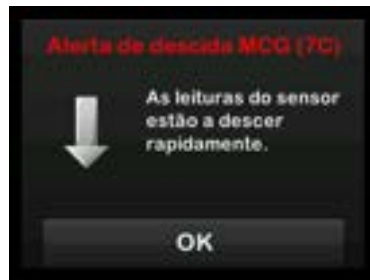 Alerta de descida MCG (7C)
As leituras do sensor
estão a descer
rapidamente.
OK